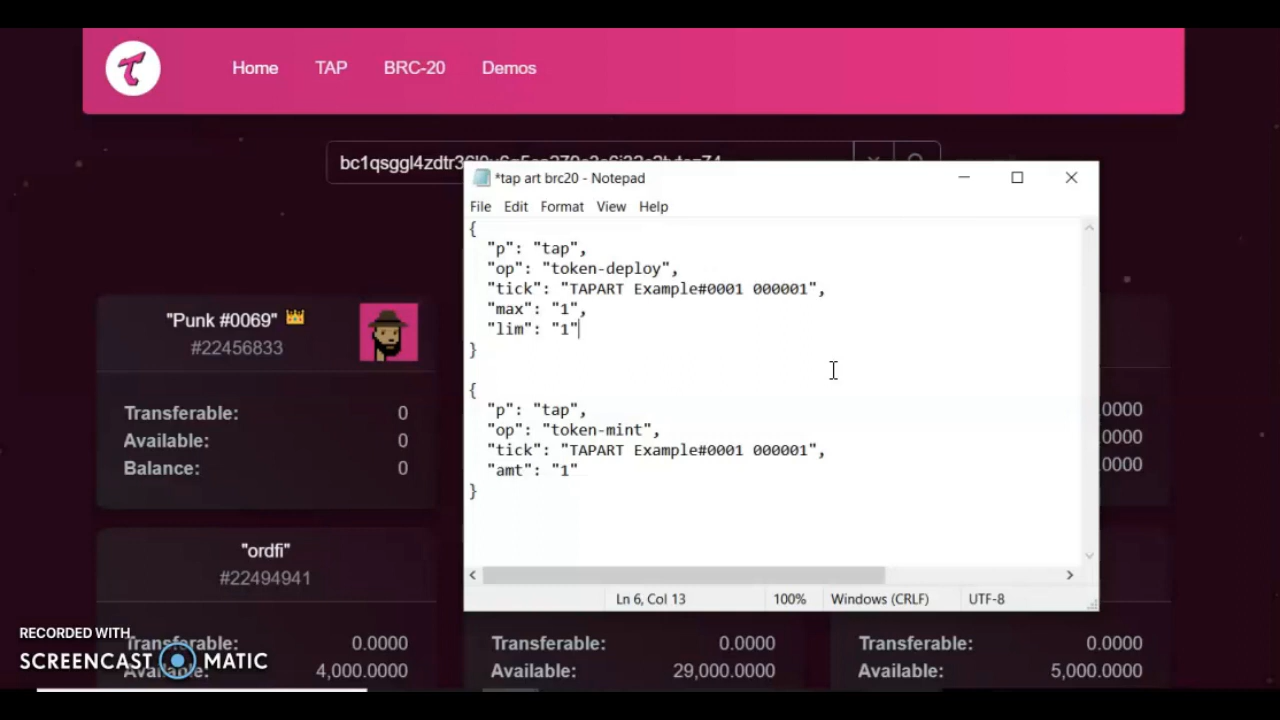 Home TAP BRC-20 Demos
*tap art brc20 - Notepad
File Edit Format View Help
{
"p": "tap",
"op": "token-deploy",
"tick": "TAPART Example#0001 000001",
"max": "1",
"lim": "1"
}
{
"p": "tap",
"op": "token-mint",
"tick": "TAPART Example#0001 000001",
"amt": "1"
}
Ln 6, Col 13 100% Windows (CRLF) UTF-8
"Punk #0069"
#22456833
Transferable: 0
Available: 0
Balance: 0
.0000
.0000
.0000
"ordfi"
#22494941
Transferable: 0.0000
Available: 4,000.0000
Transferable: 0.0000
Available: 29,000.0000
Transferable: 0.0000
Available: 5,000.0000
RECORDED WITH
SCREENCAST MATIC